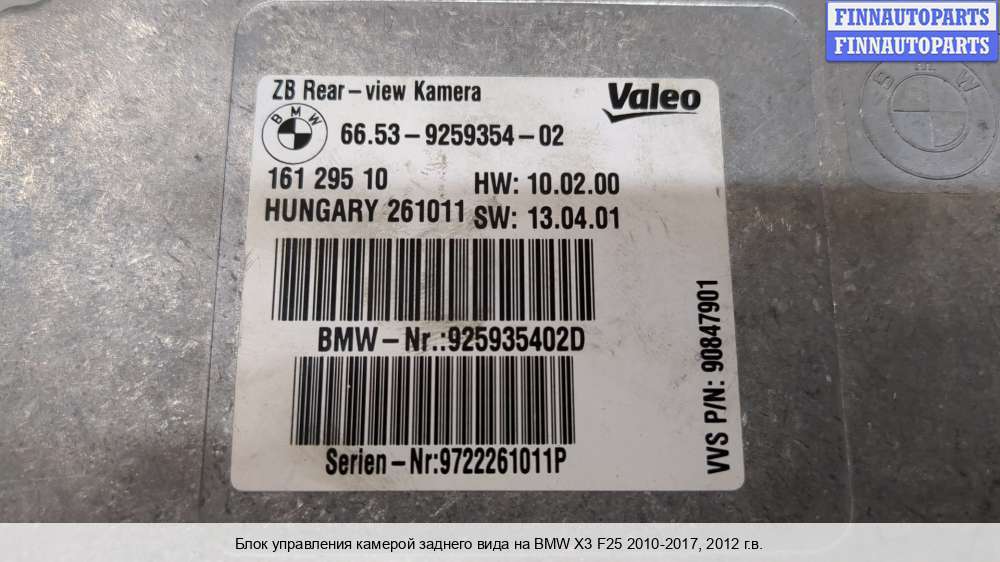 FINNAUTOPARTS
FINNAUTOPARTS
BMW
ZB Rear-view Kamera
Valeo
BMW
66.53-9259354-02
161 295 10
HW: 10.02.00
HUNGARY 261011
SW: 13.04.01
BMW-Nr.:925935402D
Serien-Nr:9722261011P
VVS P/N: 90847901
Блок управления камерой заднего вида на BMW X3 F25 2010-2017, 2012 г.в.